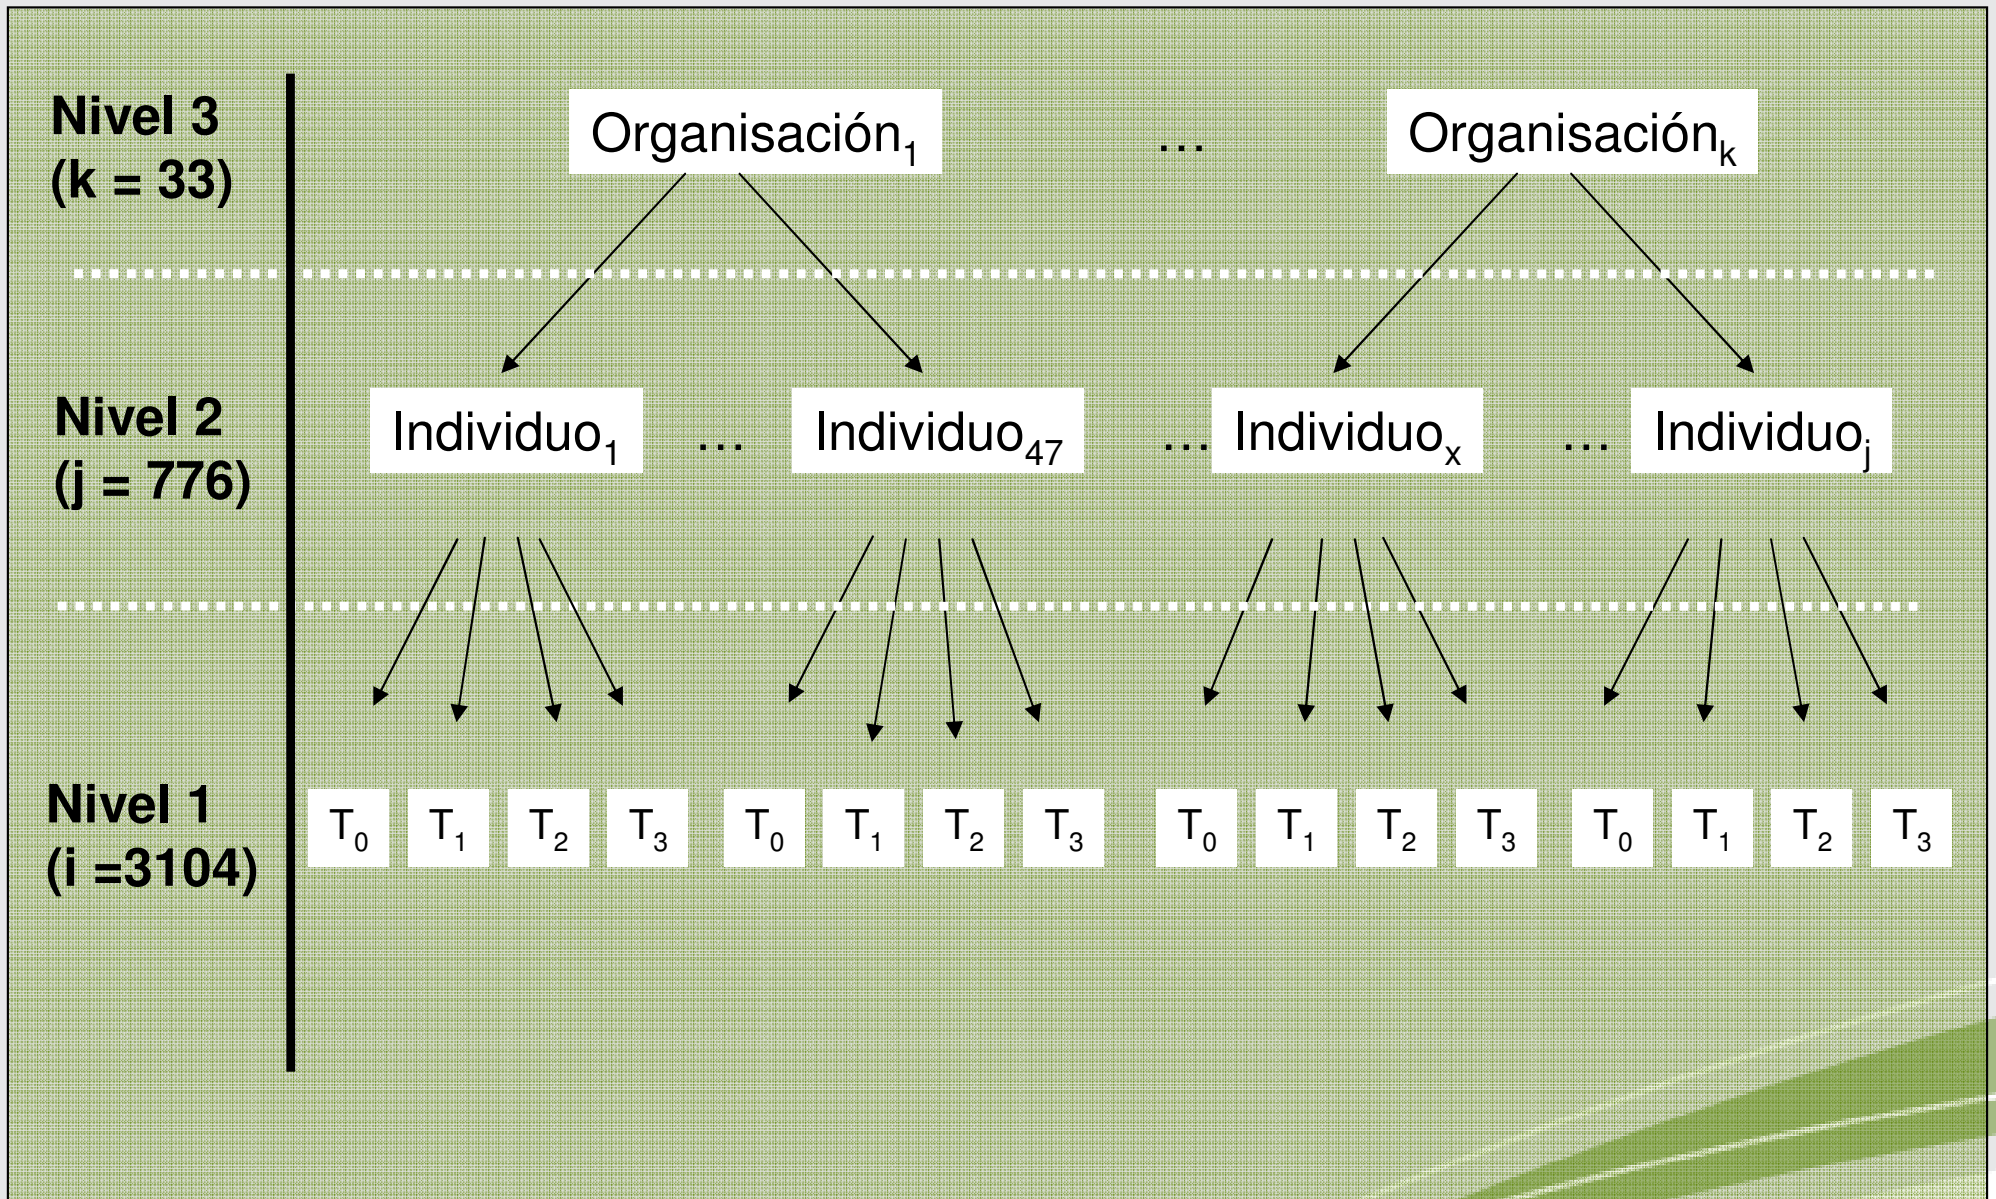 Nivel 3
(k = 33)
Organisación₁ … Organisaciónₖ
Nivel 2
(j = 776)
Individuo₁ … Individuo₄₇ … Individuoₓ … Individuoⱼ
Nivel 1
(i =3104)
T₀ T₁ T₂ T₃ T₀ T₁ T₂ T₃ T₀ T₁ T₂ T₃ T₀ T₁ T₂ T₃